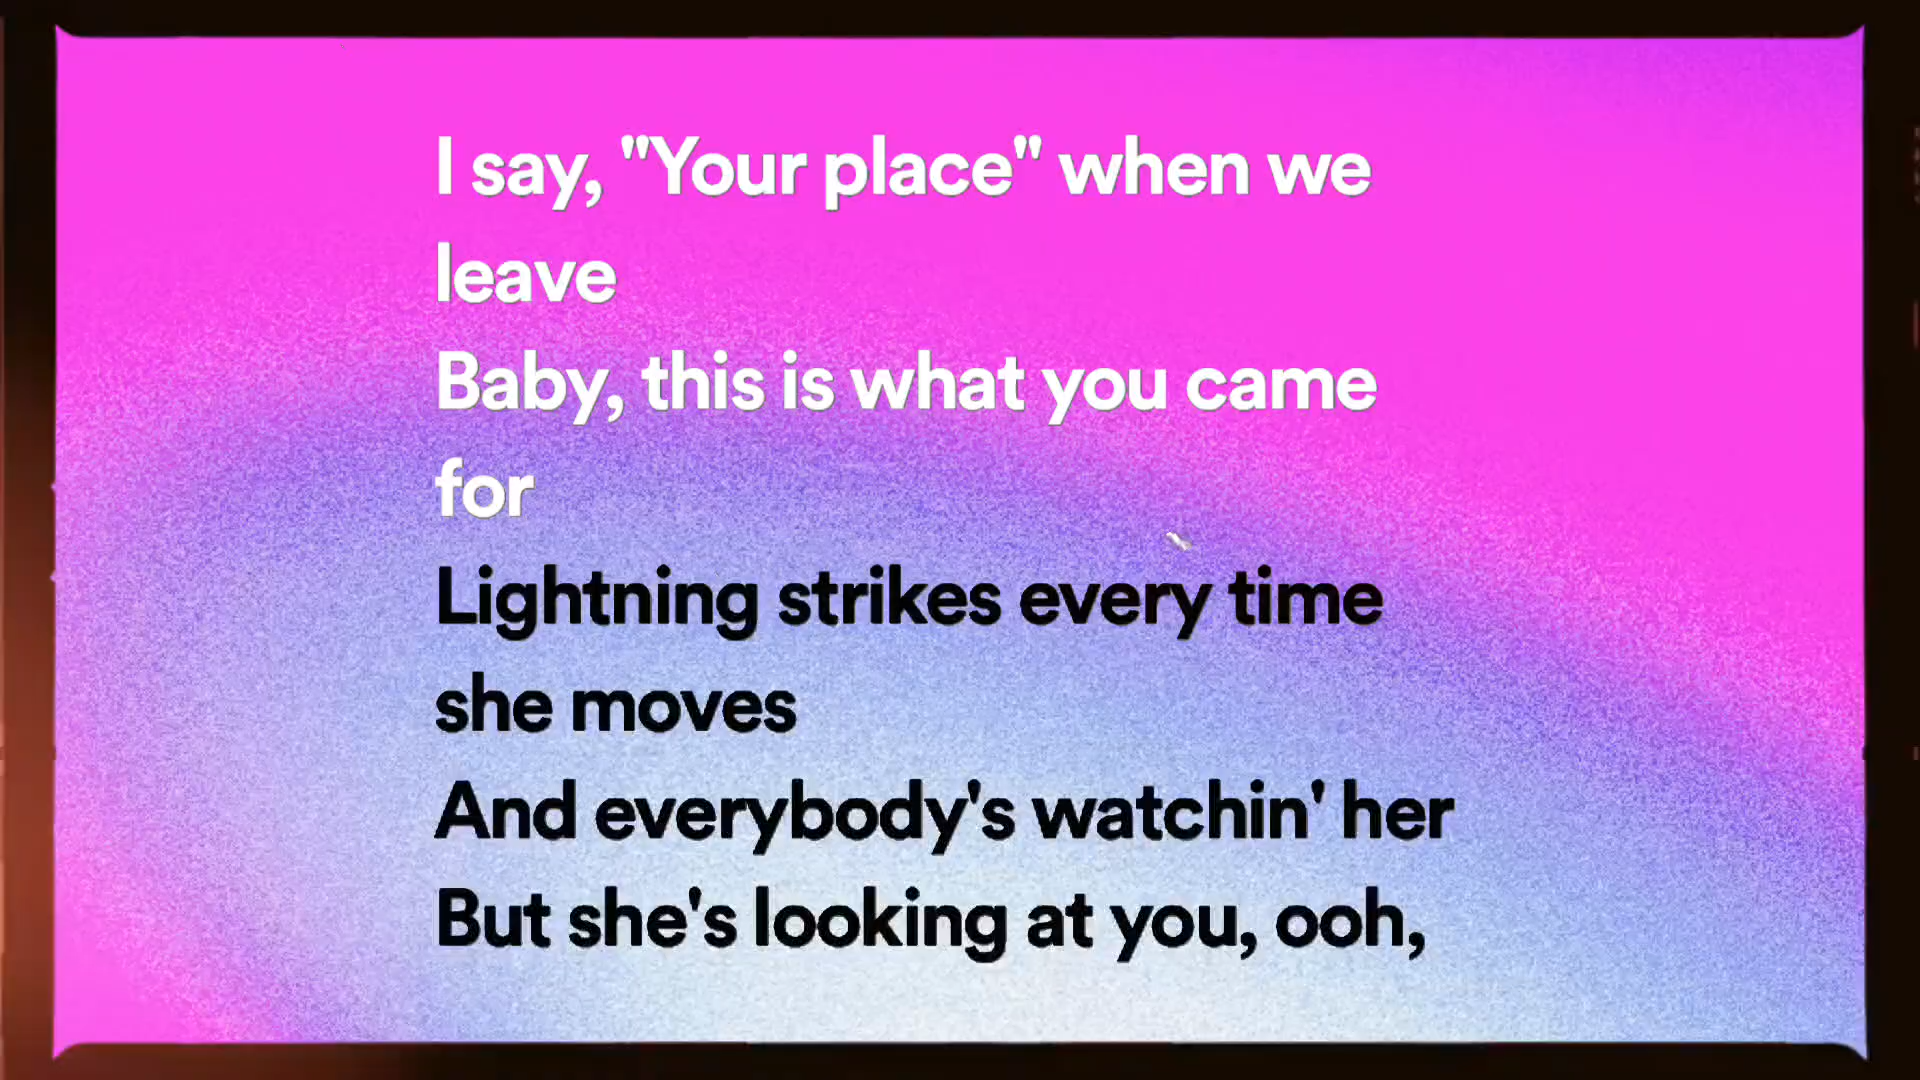 I say, "Your place" when we
leave
Baby, this is what you came
for
Lightning strikes every time
she moves
And everybody's watchin' her
But she's looking at you, ooh,